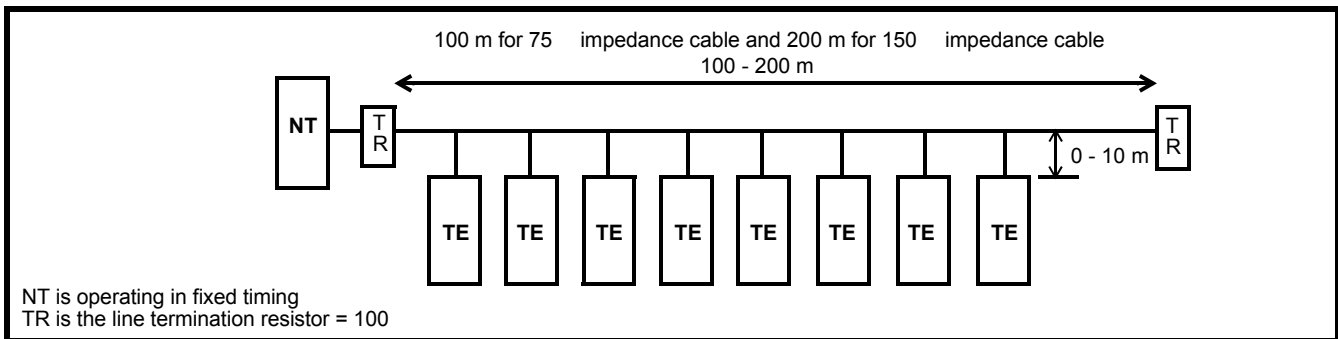 100 m for 75 impedance cable and 200 m for 150 impedance cable
100 - 200 m
NT
T
R
T
R
0 - 10 m
TE TE TE TE TE TE TE TE
NT is operating in fixed timing
TR is the line termination resistor = 100